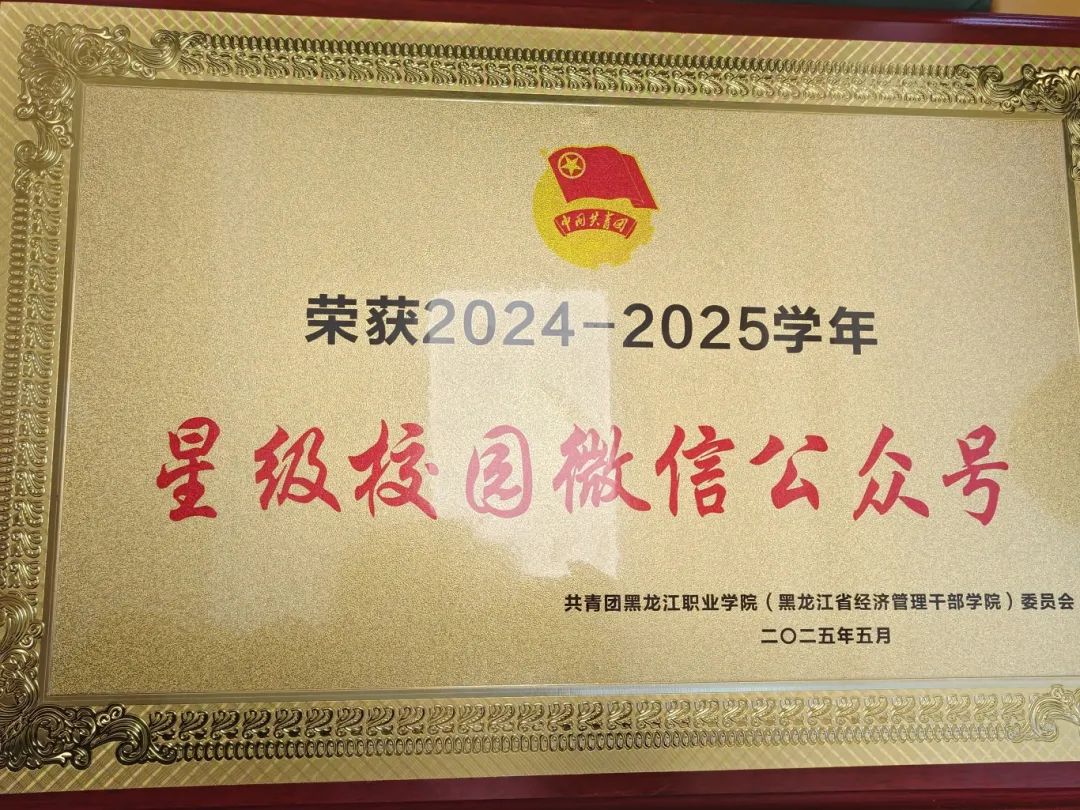 中国共青团
荣获2024-2025学年
星级校园微信公众号
共青团黑龙江职业学院（黑龙江省经济管理干部学院）委员会
二〇二五年五月